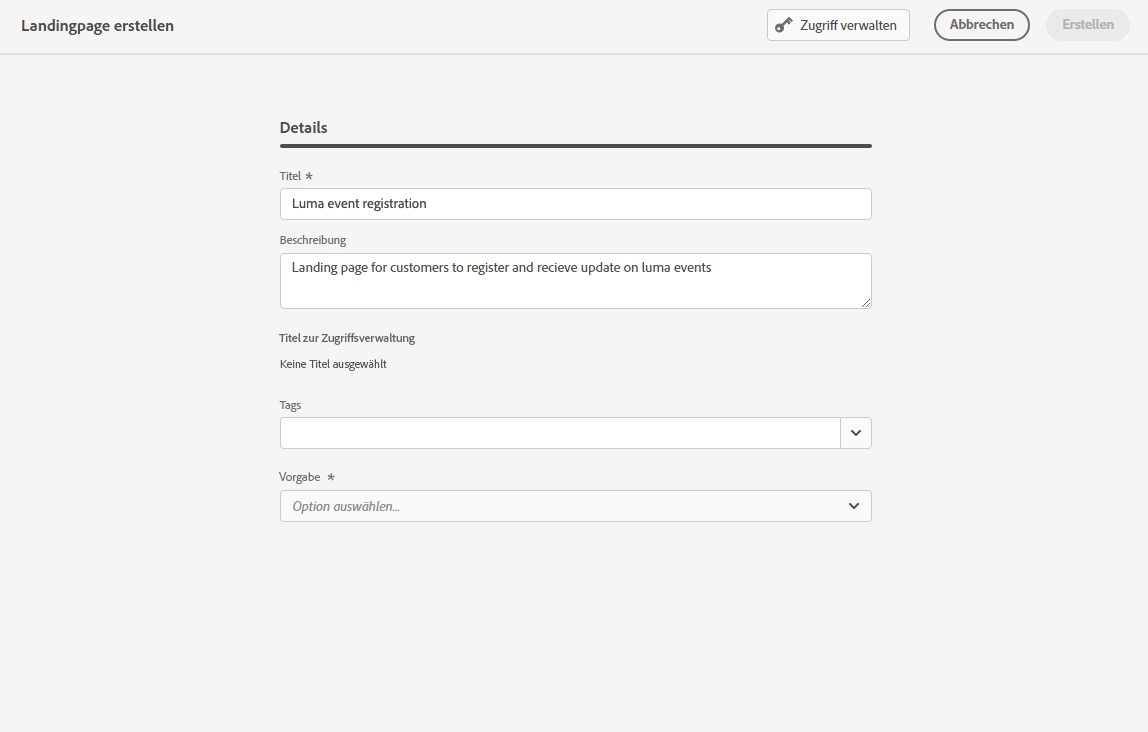 Landingpage erstellen
Zugriff verwalten
Abbrechen
Erstellen
Details
Titel *
Luma event registration
Beschreibung
Landing page for customers to register and recieve update on luma events
Titel zur Zugriffsverwaltung
Keine Titel ausgewählt
Tags
Vorgabe *
Option auswählen...